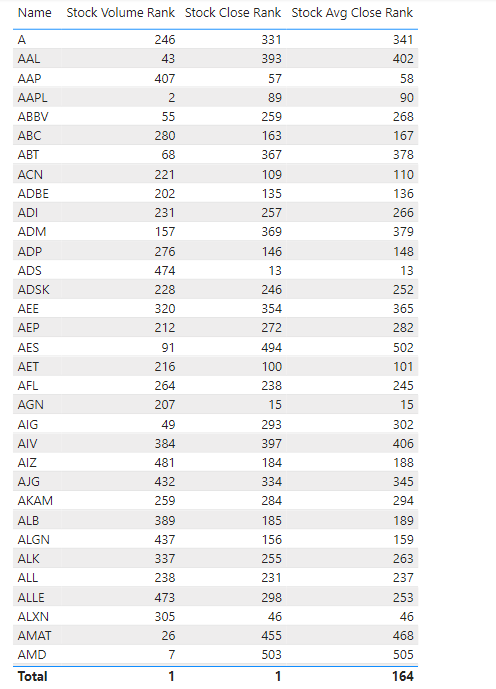 Name Stock Volume Rank Stock Close Rank Stock Avg Close Rank
A 246 331 341
AAL 43 393 402
AAP 407 57 58
AAPL 2 89 90
ABBV 55 259 268
ABC 280 163 167
ABT 68 367 378
ACN 221 109 110
ADBE 202 135 136
ADI 231 257 266
ADM 157 369 379
ADP 276 146 148
ADS 474 13 13
ADSK 228 246 252
AEE 320 354 365
AEP 212 272 282
AES 91 494 502
AET 216 100 101
AFL 264 238 245
AGN 207 15 15
AIG 49 293 302
AIV 384 397 406
AIZ 481 184 188
AJG 432 334 345
AKAM 259 284 294
ALB 389 185 189
ALGN 437 156 159
ALK 337 255 263
ALL 238 231 237
ALLE 473 298 253
ALXN 305 46 46
AMAT 26 455 468
AMD 7 503 505
Total 1 1 164